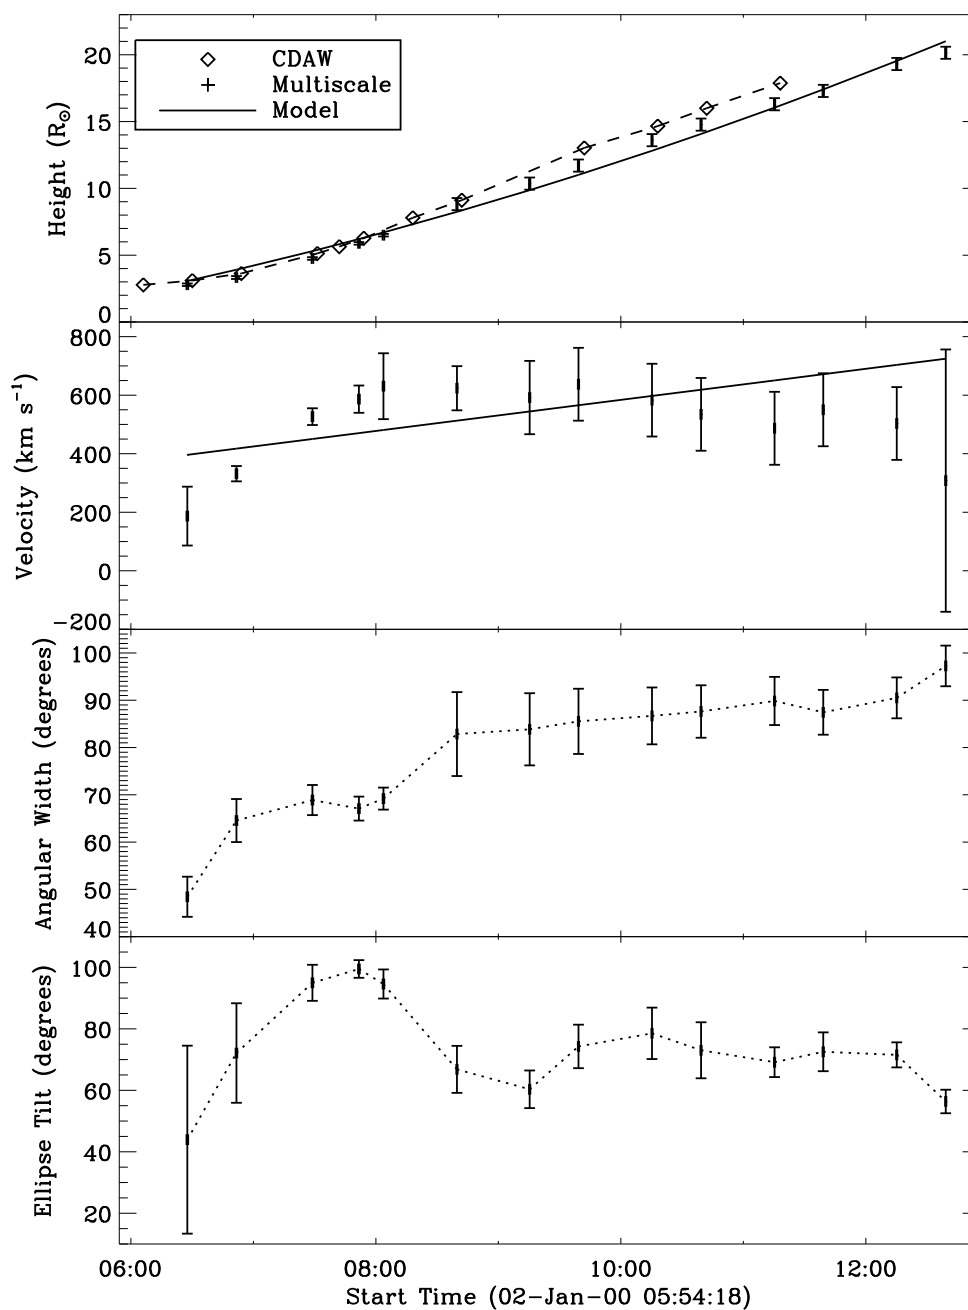 20
15
10
5
0
Height (R⊙)
CDAW
Multiscale
Model
800
600
400
200
0
−200
Velocity (km s⁻¹)
100
90
80
70
60
50
40
Angular Width (degrees)
100
80
60
40
20
Ellipse Tilt (degrees)
06:00 08:00 10:00 12:00
Start Time (02-Jan-00 05:54:18)